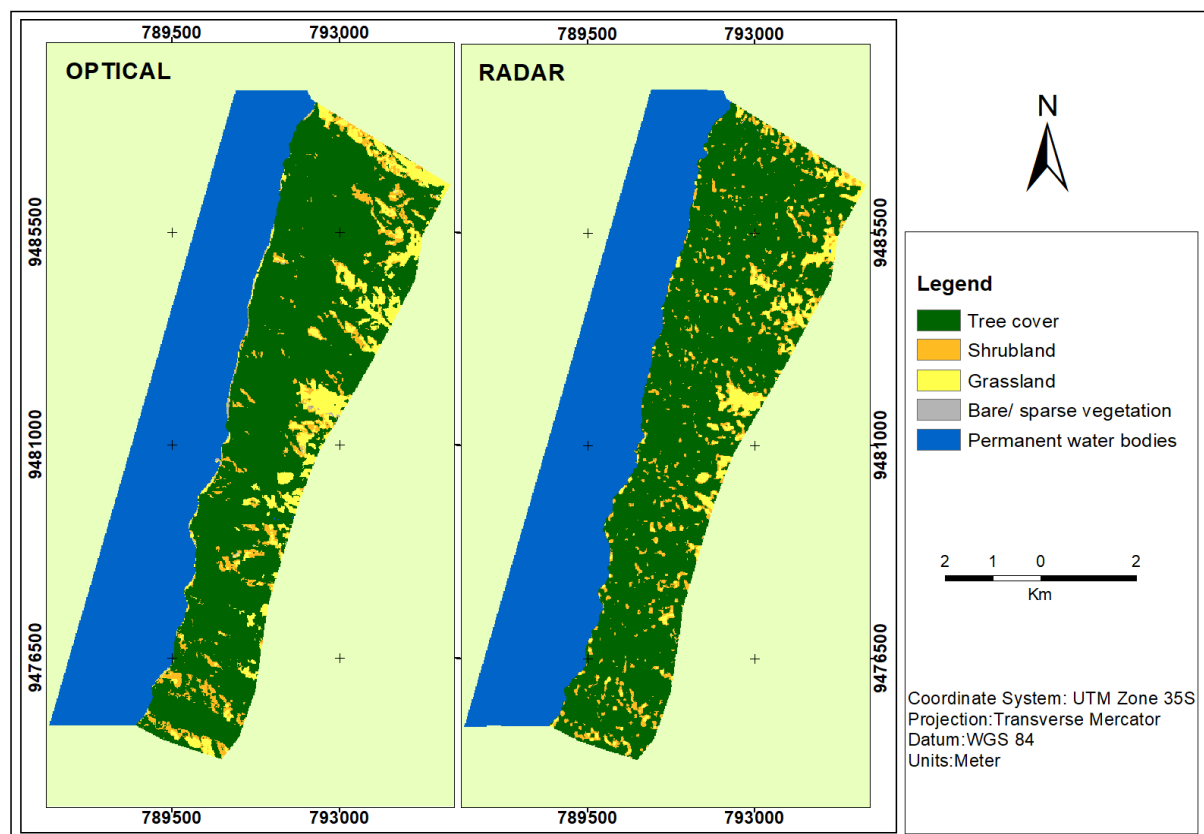 789500 793000 789500 793000
OPTICAL
RADAR
N
9485500 9485500
9481000 9481000
9476500 9476500
789500 793000 789500 793000
Legend
Tree cover
Shrubland
Grassland
Bare/ sparse vegetation
Permanent water bodies
2 1 0 2
Km
Coordinate System: UTM Zone 35S
Projection:Transverse Mercator
Datum:WGS 84
Units:Meter